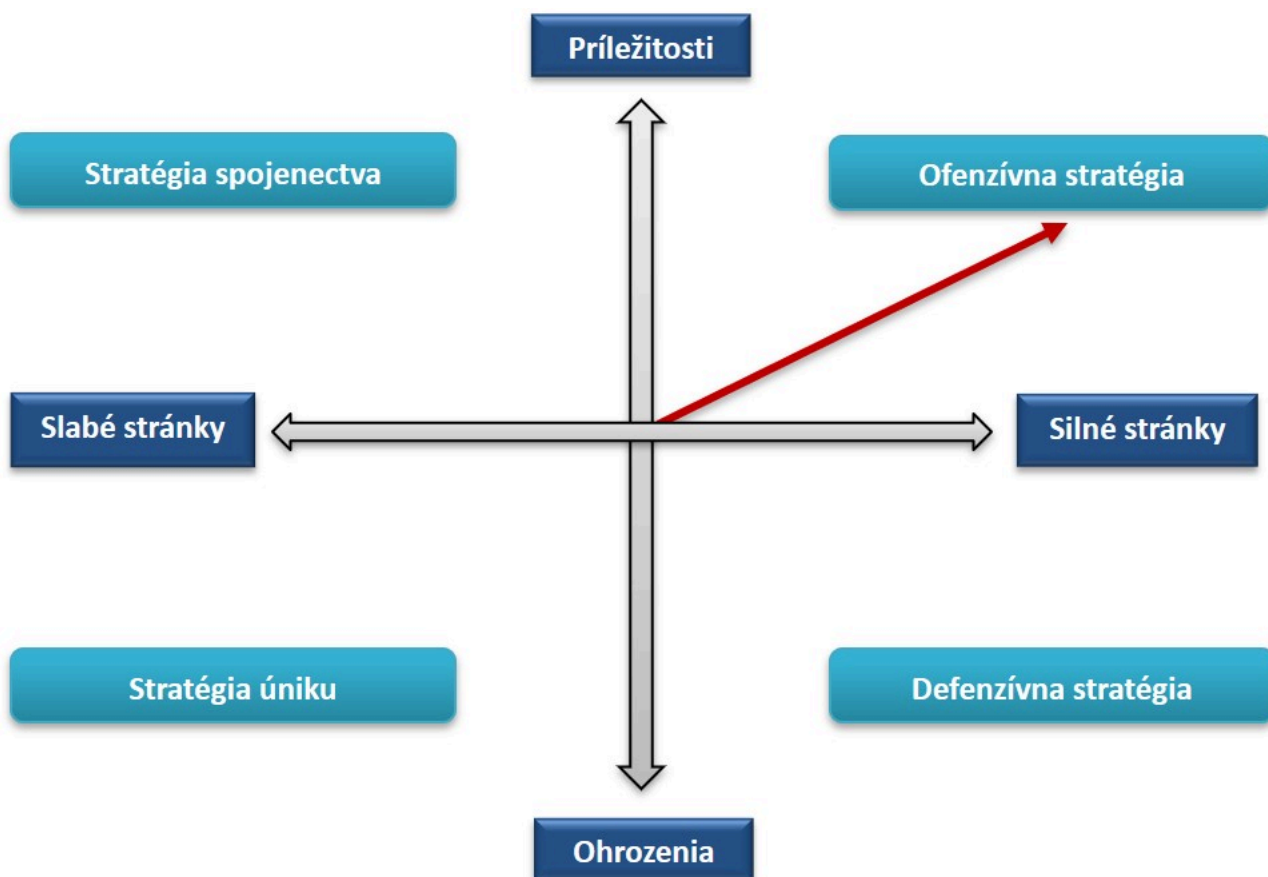 Príležitosti
Stratégia spojenectva
Ofenzívna stratégia
Slabé stránky
Silné stránky
Stratégia úniku
Defenzívna stratégia
Ohrozenia